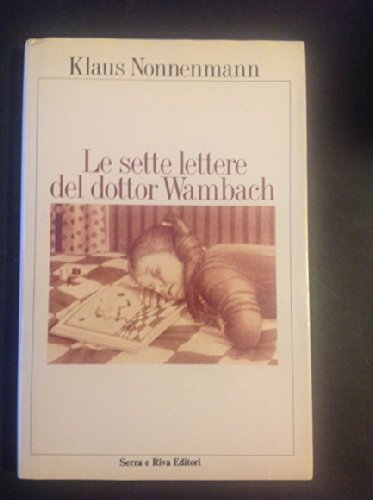 Klaus Nonnenmann
Le sette lettere
del dottor Wambach
Serra e Riva Editori